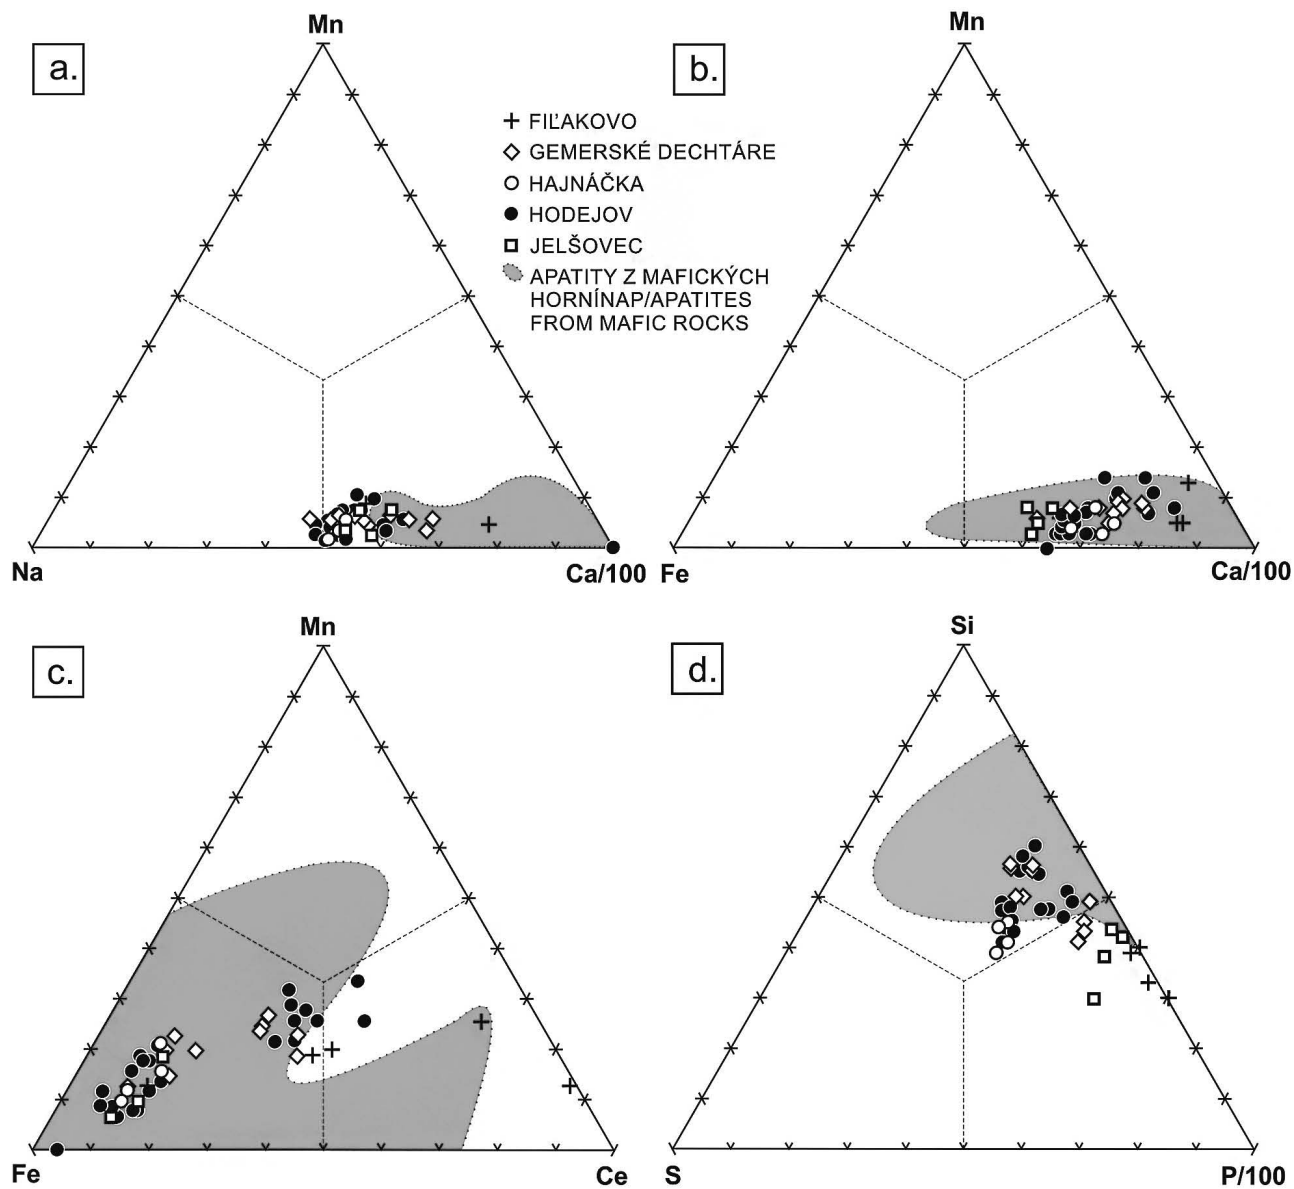 a.
Mn
Na
Ca/100
b.
Mn
Fe
Ca/100
FIĽAKOVO
GEMERSKÉ DECHTÁRE
HAJNÁČKA
HODEJOV
JELŠOVEC
APATITY Z MAFICKÝCH
HORNÍNAP/APATITES
FROM MAFIC ROCKS
c.
Mn
Fe
Ce
d.
Si
S
P/100